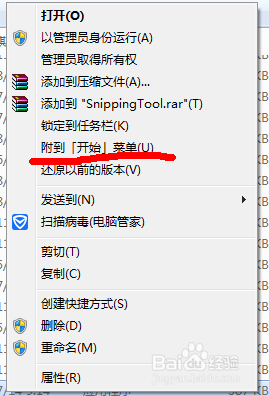 打开(O)
以管理员身份运行(A)
管理员取得所有权
添加到压缩文件(A)...
添加到 "SnippingTool.rar"(T)
锁定到任务栏(K)
附到「开始」菜单(U)
还原以前的版本(V)
发送到(N)
扫描病毒(电脑管家)
剪切(T)
复制(C)
创建快捷方式(S)
删除(D)
重命名(M)
属性(R)
Baidu 经验